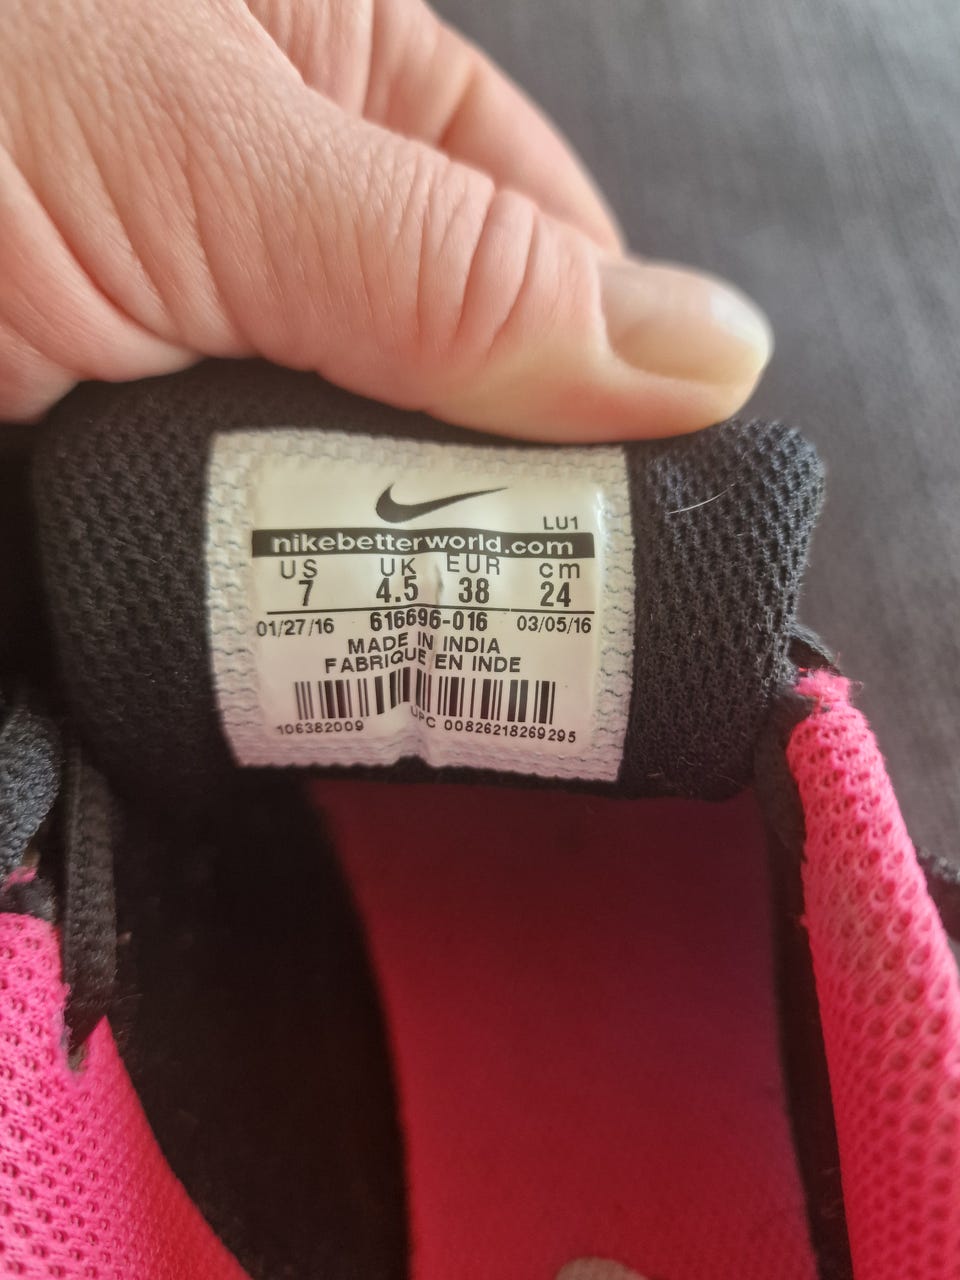 LU1
nikebetterworld.com
US UK EUR cm
7 4.5 38 24
01/27/16 616696-016 03/05/16
MADE IN INDIA
FABRIQUE EN INDE
106382009 UPC 00826218269295